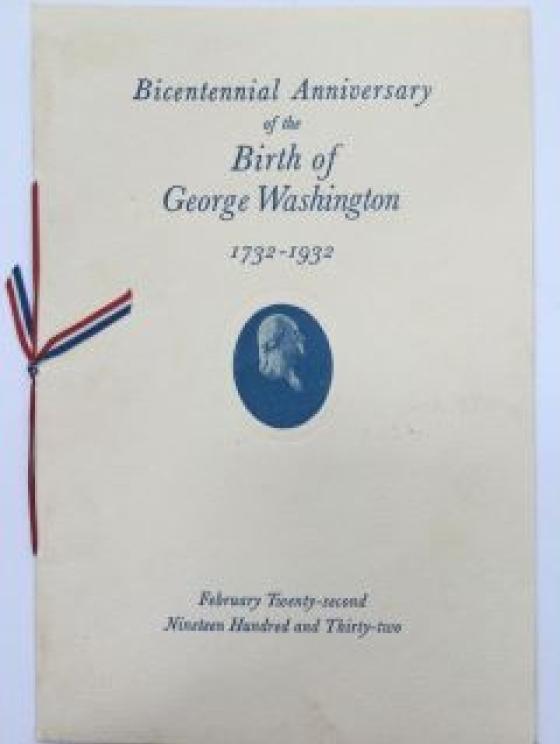 Bicentennial Anniversary
of the
Birth of
George Washington
1732-1932
February Twenty-second
Nineteen Hundred and Thirty-two